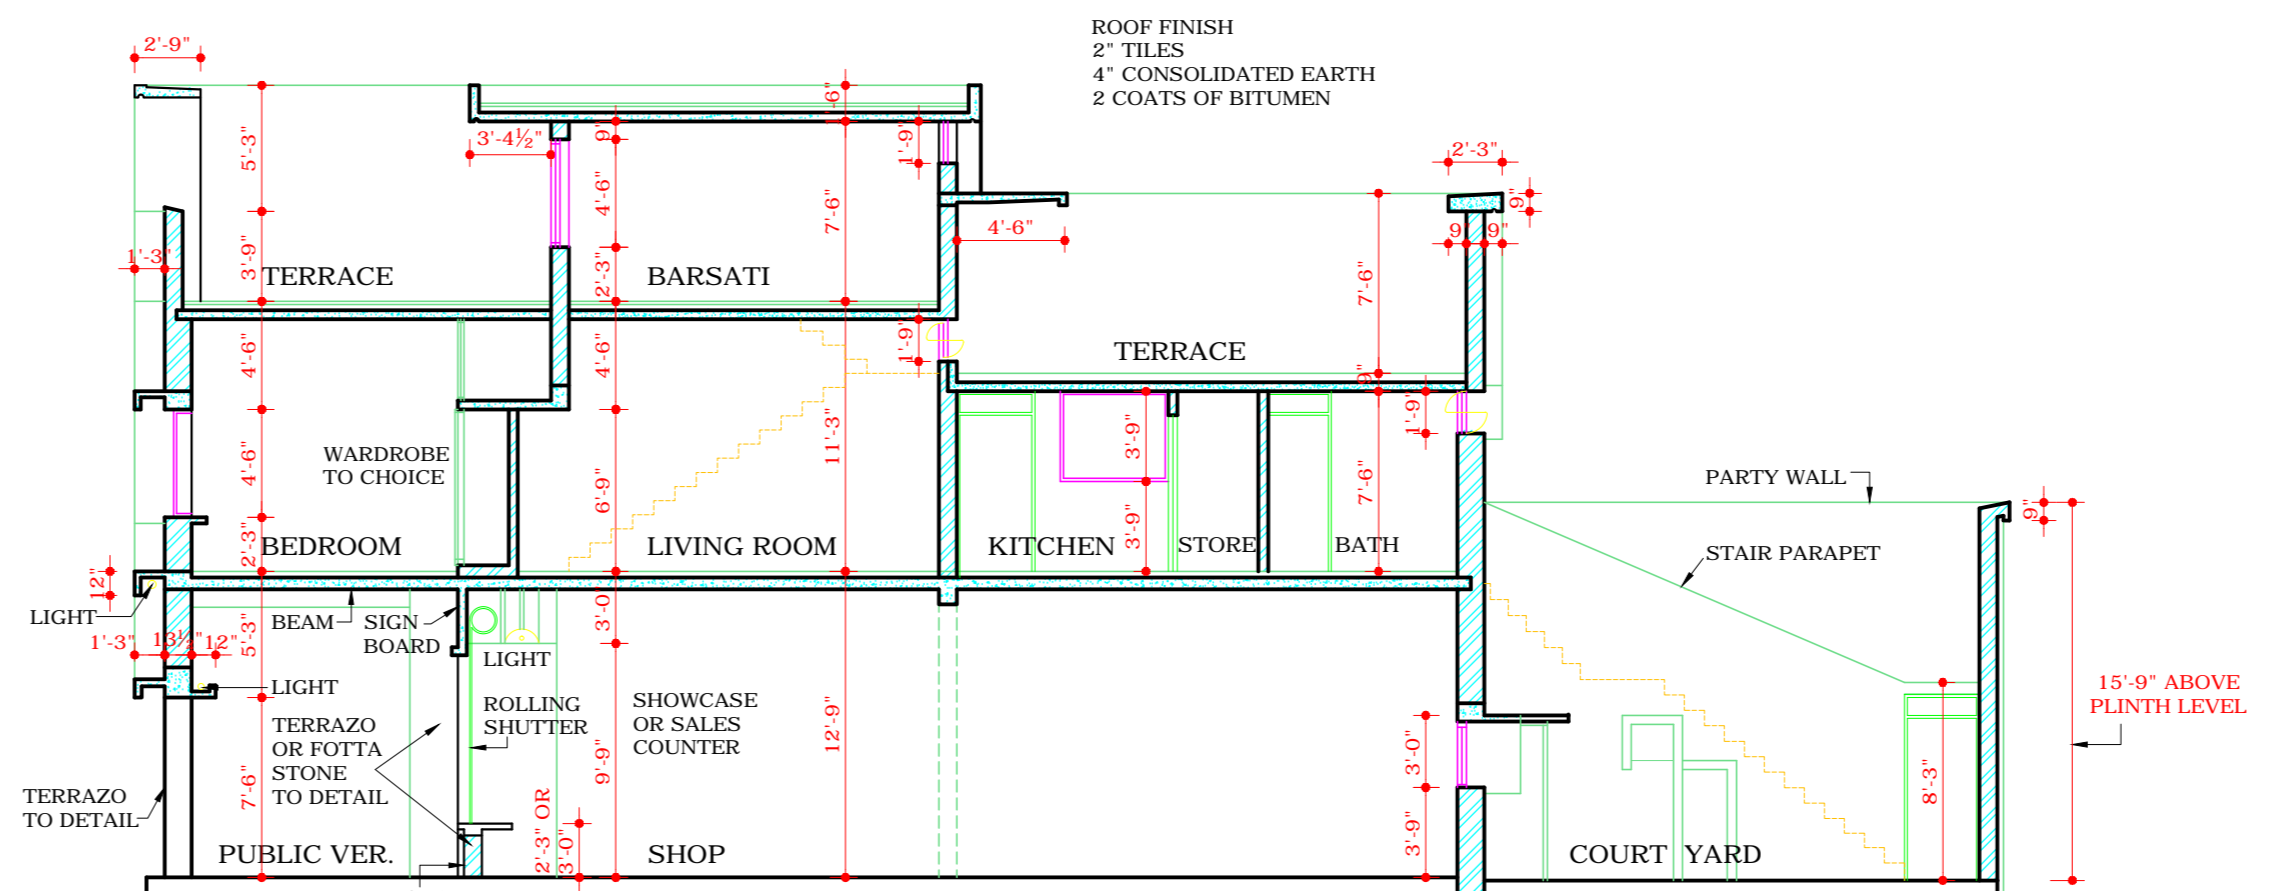 ROOF FINISH
2" TILES
4" CONSOLIDATED EARTH
2 COATS OF BITUMEN
2'-9"
5'-3"
3'-9"
1'-3"
TERRACE
3'-4½"
9"
4'-6"
2'-3"
BARSATI
7'-6"
1'-9"
4'-6"
2'-3"
9"
9"
9"
7'-6"
TERRACE
1'-9"
9"
4'-6"
4'-6"
2'-3"
WARDROBE
TO CHOICE
BEDROOM
4'-6"
6'-9"
11'-3"
LIVING ROOM
KITCHEN
3'-9"
3'-9"
STORE
BATH
7'-6"
1'-9"
PARTY WALL
STAIR PARAPET
9"
15'-9" ABOVE
PLINTH LEVEL
12"
LIGHT
1'-3"
13½"
12"
5'-3"
BEAM
SIGN
BOARD
LIGHT
3'-0"
LIGHT
TERRAZO
OR FOTTA
STONE
TO DETAIL
ROLLING
SHUTTER
SHOWCASE
OR SALES
COUNTER
9'-9"
12'-9"
7'-6"
TERRAZO
TO DETAIL
PUBLIC VER.
2'-3" OR
3'-0"
SHOP
3'-0"
3'-9"
COURT YARD
8'-3"